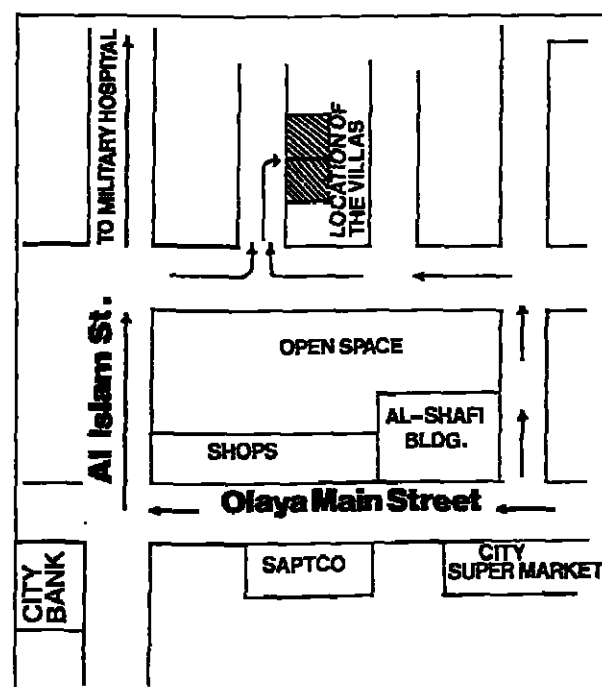 TO MILITARY HOSPITAL
LOCATION OF
THE VILLAS
OPEN SPACE
Al Islam St.
SHOPS
AL-SHAFI
BLDG.
Olaya Main Street
CITY
BANK
SAPTCO
CITY
SUPER MARKET